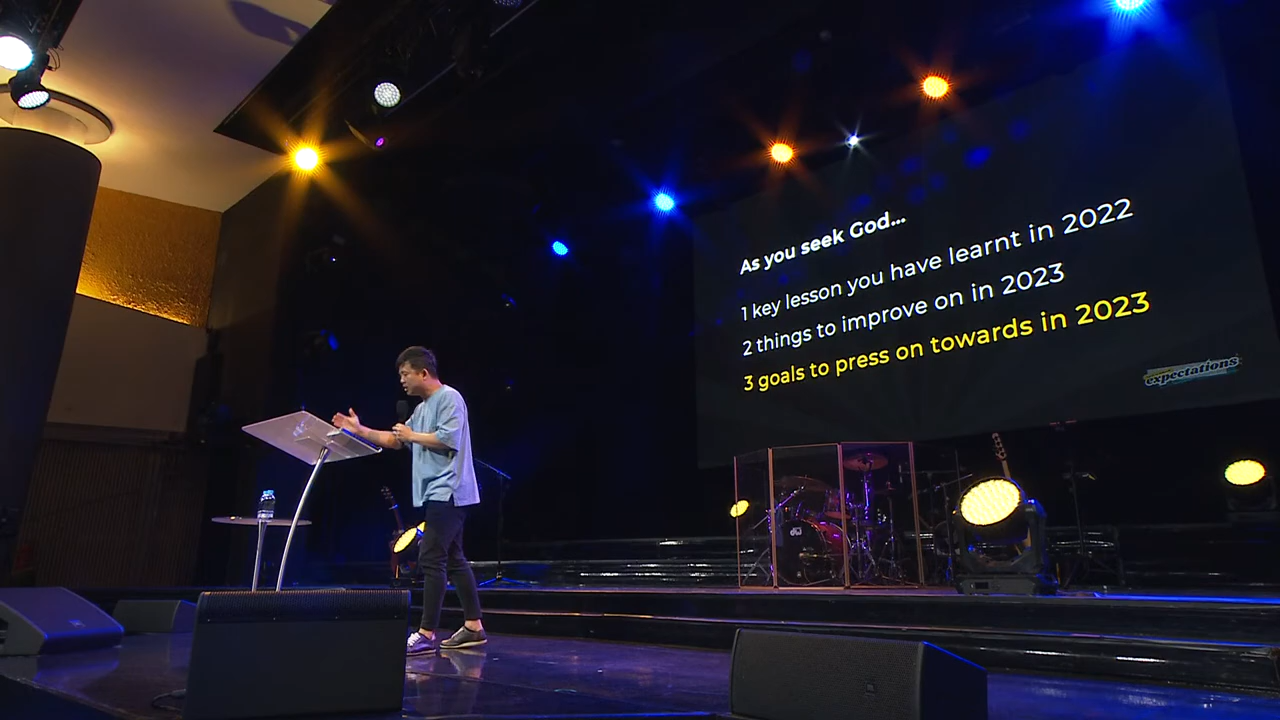 As you seek God...
1 key lesson you have learnt in 2022
2 things to improve on in 2023
3 goals to press on towards in 2023
expectations